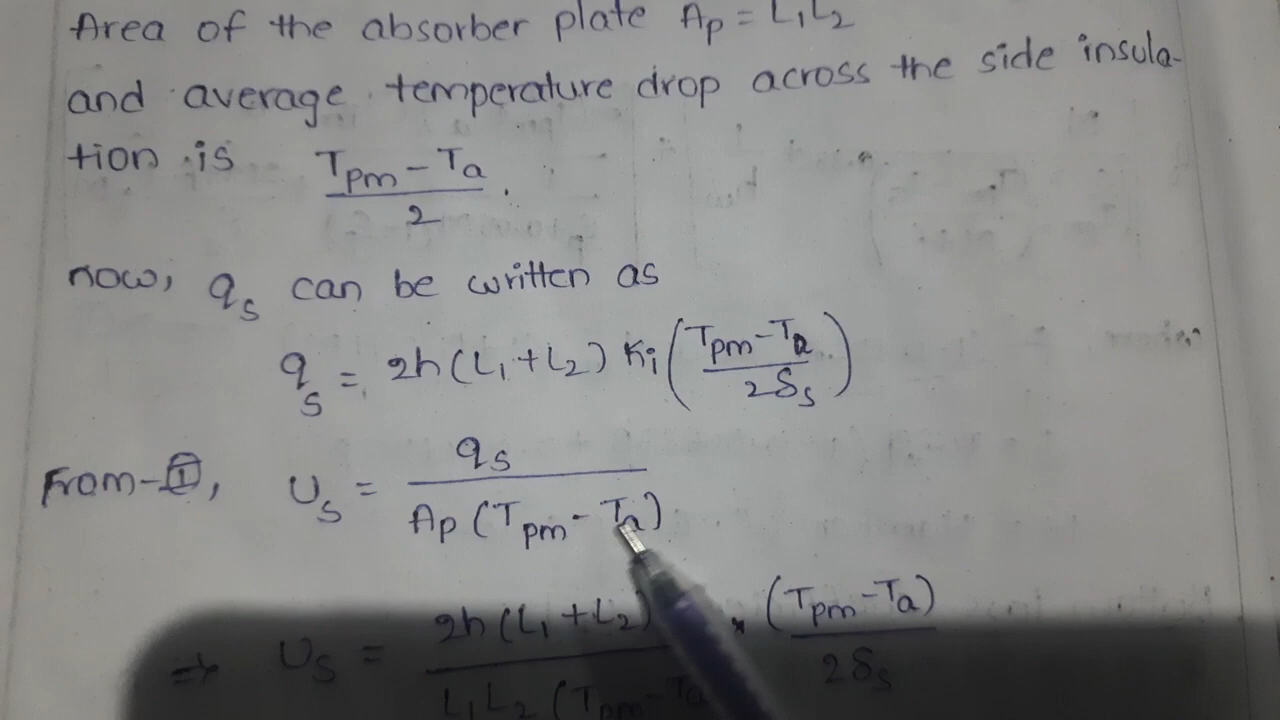 Area of the absorber plate Ap = L₁L₂
and average temperature drop across the side insula-
tion is (Tpm - Ta)/2 .
now, qs can be written as
qs = 2h(L₁+L₂) Ki ((Tpm-Ta)/(2δs))
From-①, Us = qs/(Ap(Tpm - Ta))
⇒ Us = 2h(L₁+L₂)/(L₁L₂(Tpm-Ta × (Tpm-Ta)/(2δs)